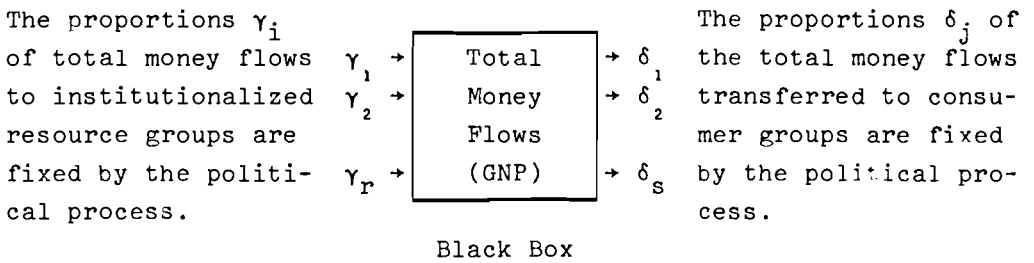 The proportions γi
of total money flows
to institutionalized
resource groups are
fixed by the politi-
cal process.
γ1 → Total → δ1
γ2 → Money → δ2
Flows
γr → (GNP) → δs
Black Box
The proportions δj of
the total money flows
transferred to consu-
mer groups are fixed
by the political pro-
cess.